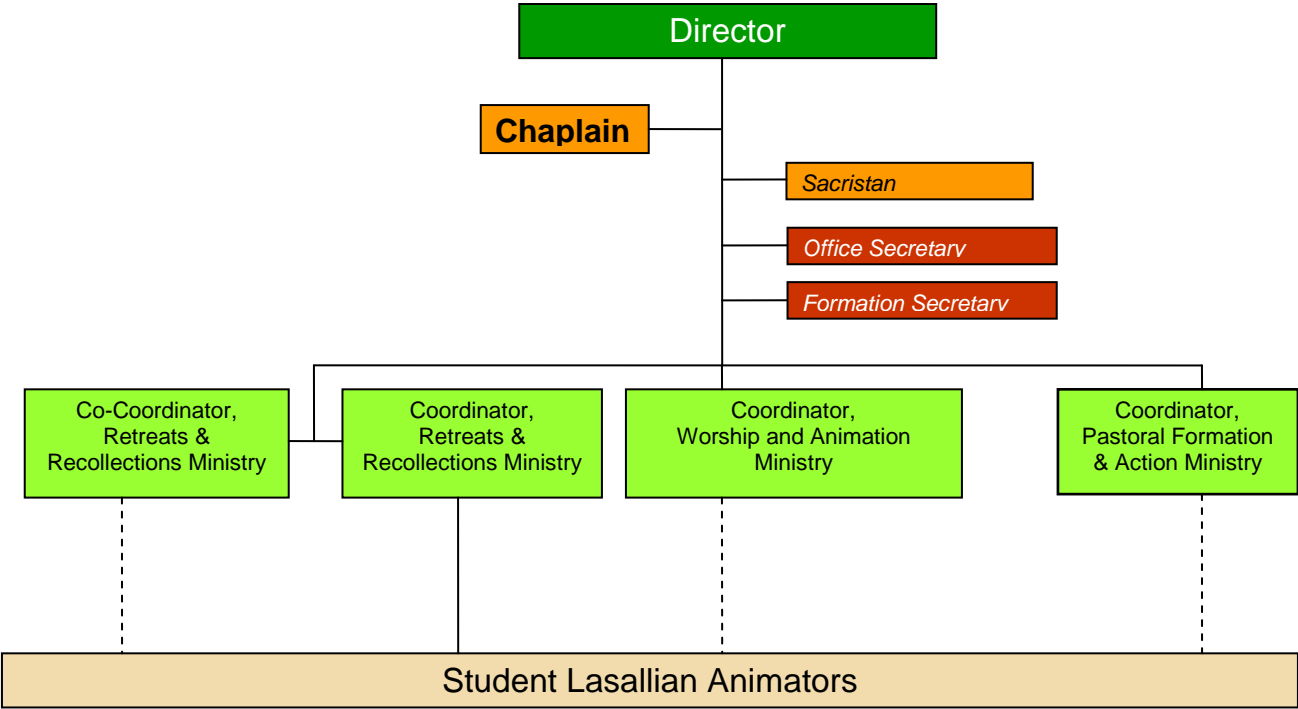 Director
Chaplain
Sacristan
Office Secretary
Formation Secretary
Co-Coordinator,
Retreats &
Recollections Ministry
Coordinator,
Retreats &
Recollections Ministry
Coordinator,
Worship and Animation
Ministry
Coordinator,
Pastoral Formation
& Action Ministry
Student Lasallian Animators